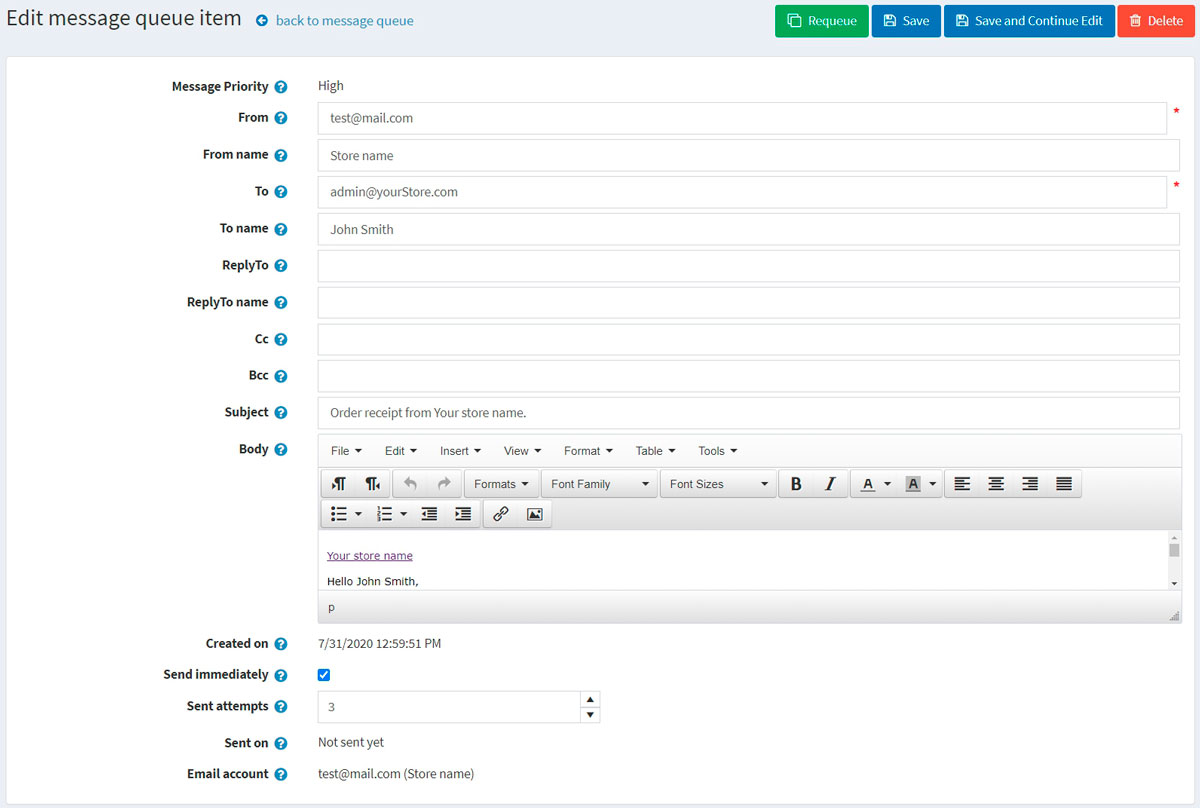 Edit message queue item back to message queue Requeue Save Save and Continue Edit Delete
Message Priority ? High
From ? test@mail.com *
From name ? Store name
To ? admin@yourStore.com *
To name ? John Smith
ReplyTo ?
ReplyTo name ?
Cc ?
Bcc ?
Subject ? Order receipt from Your store name.
Body ? File Edit Insert View Format Table Tools
Formats Font Family Font Sizes B I A A
Your store name
Hello John Smith,
p
Created on ? 7/31/2020 12:59:51 PM
Send immediately ?
Sent attempts ? 3
Sent on ? Not sent yet
Email account ? test@mail.com (Store name)